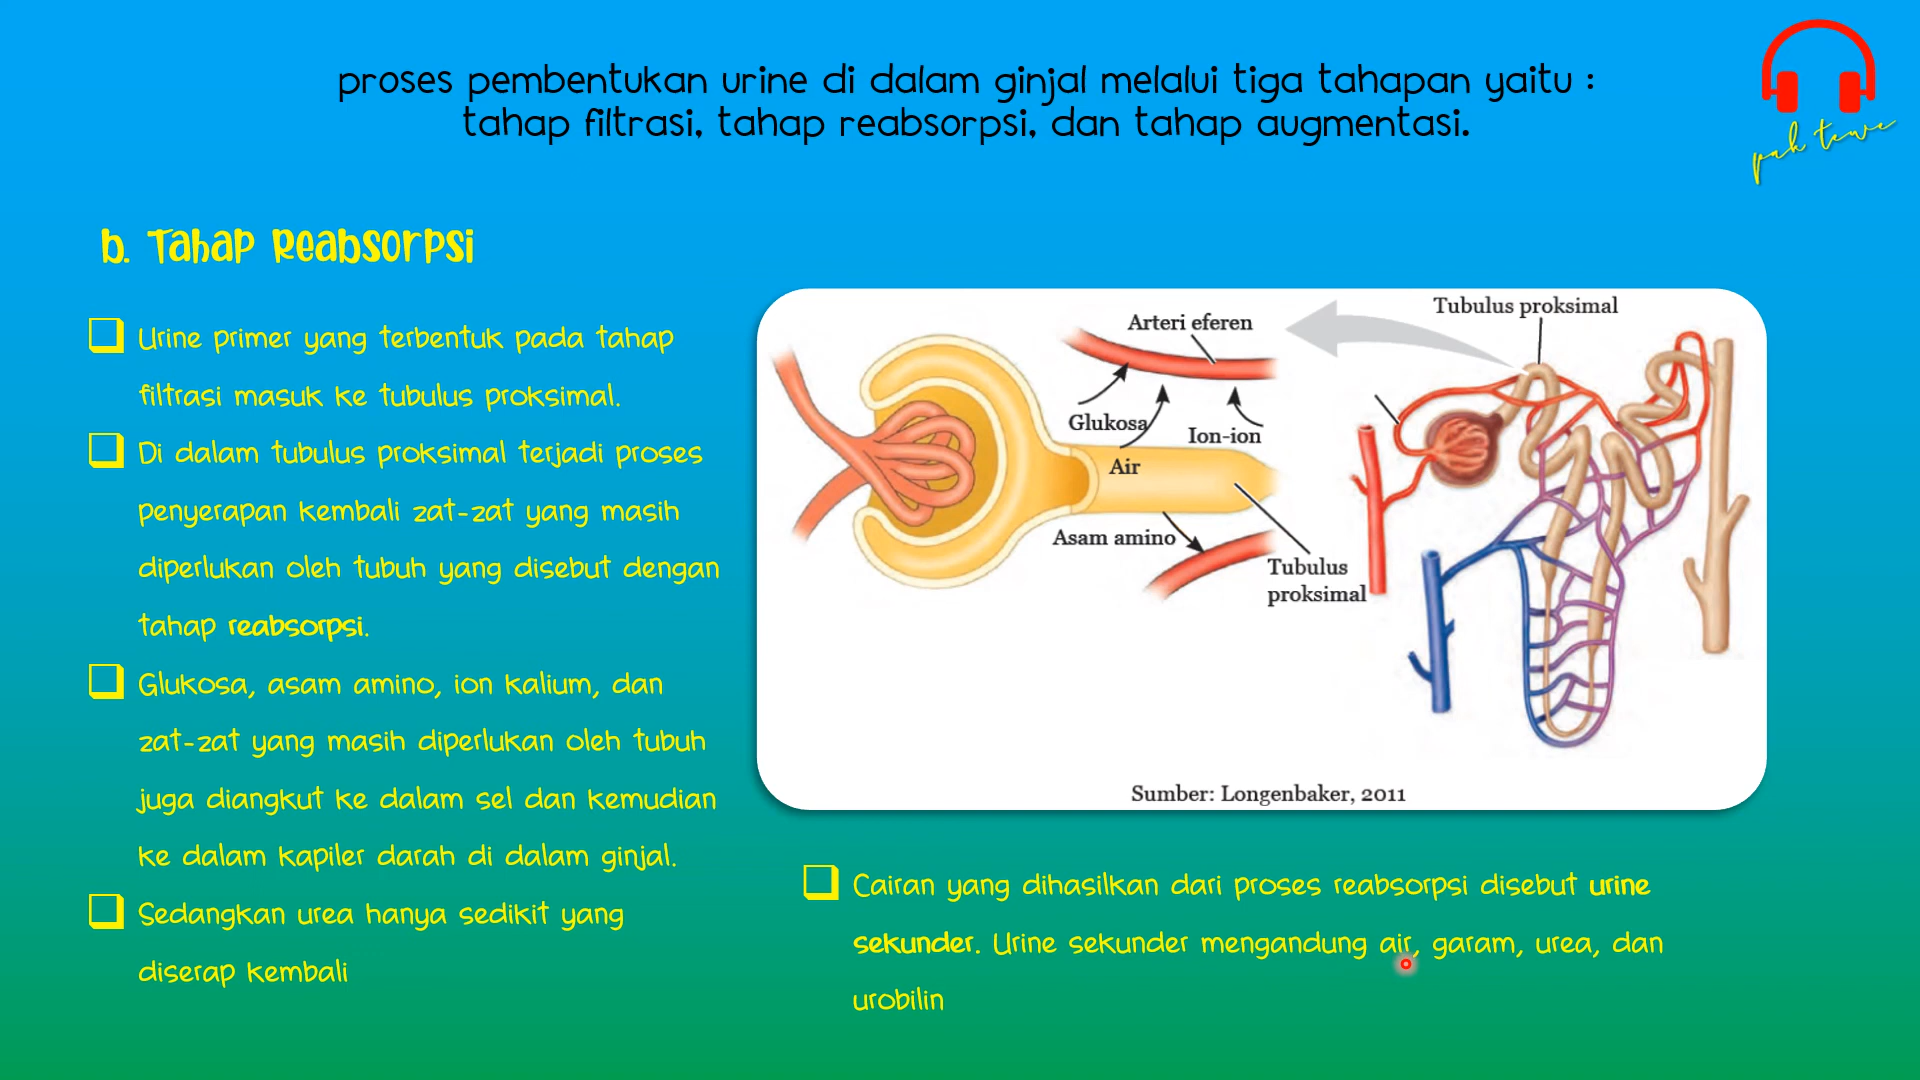 proses pembentukan urine di dalam ginjal melalui tiga tahapan yaitu :
tahap filtrasi, tahap reabsorpsi, dan tahap augmentasi.
pak tewe
b. Tahap Reabsorpsi
Urine primer yang terbentuk pada tahap
filtrasi masuk ke tubulus proksimal.
Di dalam tubulus proksimal terjadi proses
penyerapan kembali zat-zat yang masih
diperlukan oleh tubuh yang disebut dengan
tahap reabsorpsi.
Glukosa, asam amino, ion kalium, dan
zat-zat yang masih diperlukan oleh tubuh
juga diangkut ke dalam sel dan kemudian
ke dalam kapiler darah di dalam ginjal.
Sedangkan urea hanya sedikit yang
diserap kembali
Arteri eferen
Tubulus proksimal
Glukosa
Ion-ion
Air
Asam amino
Tubulus
proksimal
Sumber: Longenbaker, 2011
Cairan yang dihasilkan dari proses reabsorpsi disebut urine
sekunder. Urine sekunder mengandung air, garam, urea, dan
urobilin